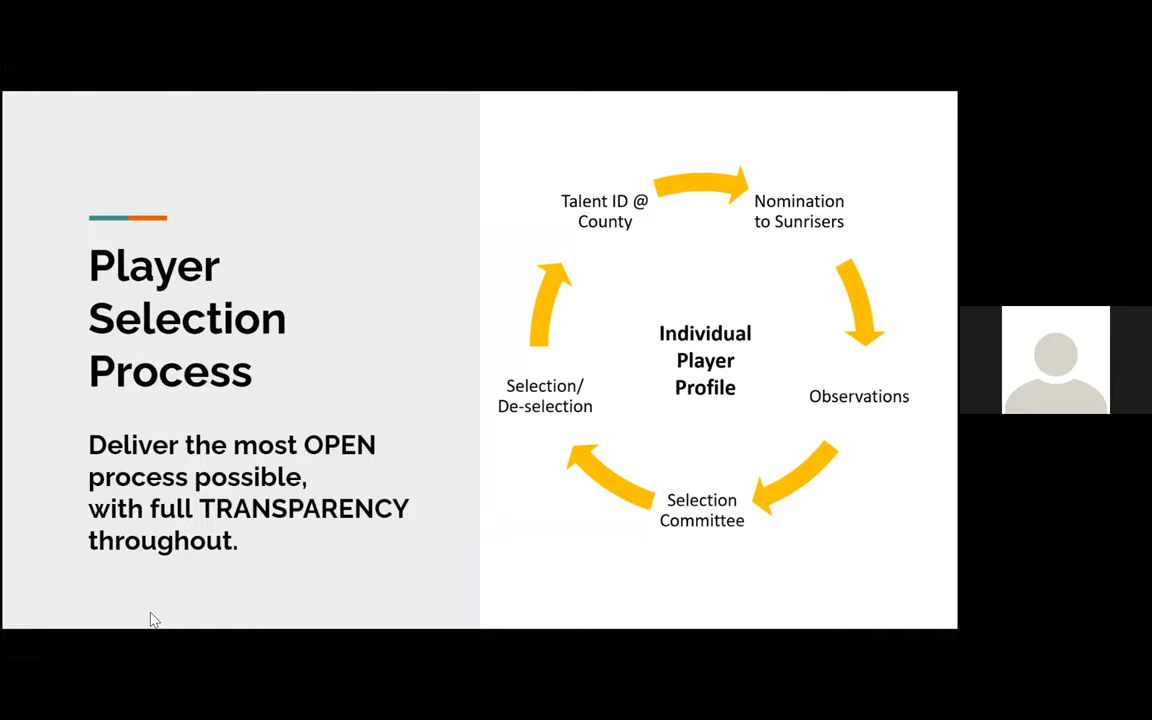 Player
Selection
Process
Deliver the most OPEN
process possible,
with full TRANSPARENCY
throughout.
Talent ID @
County
Nomination
to Sunrisers
Individual
Player
Profile
Observations
Selection/
De-selection
Selection
Committee